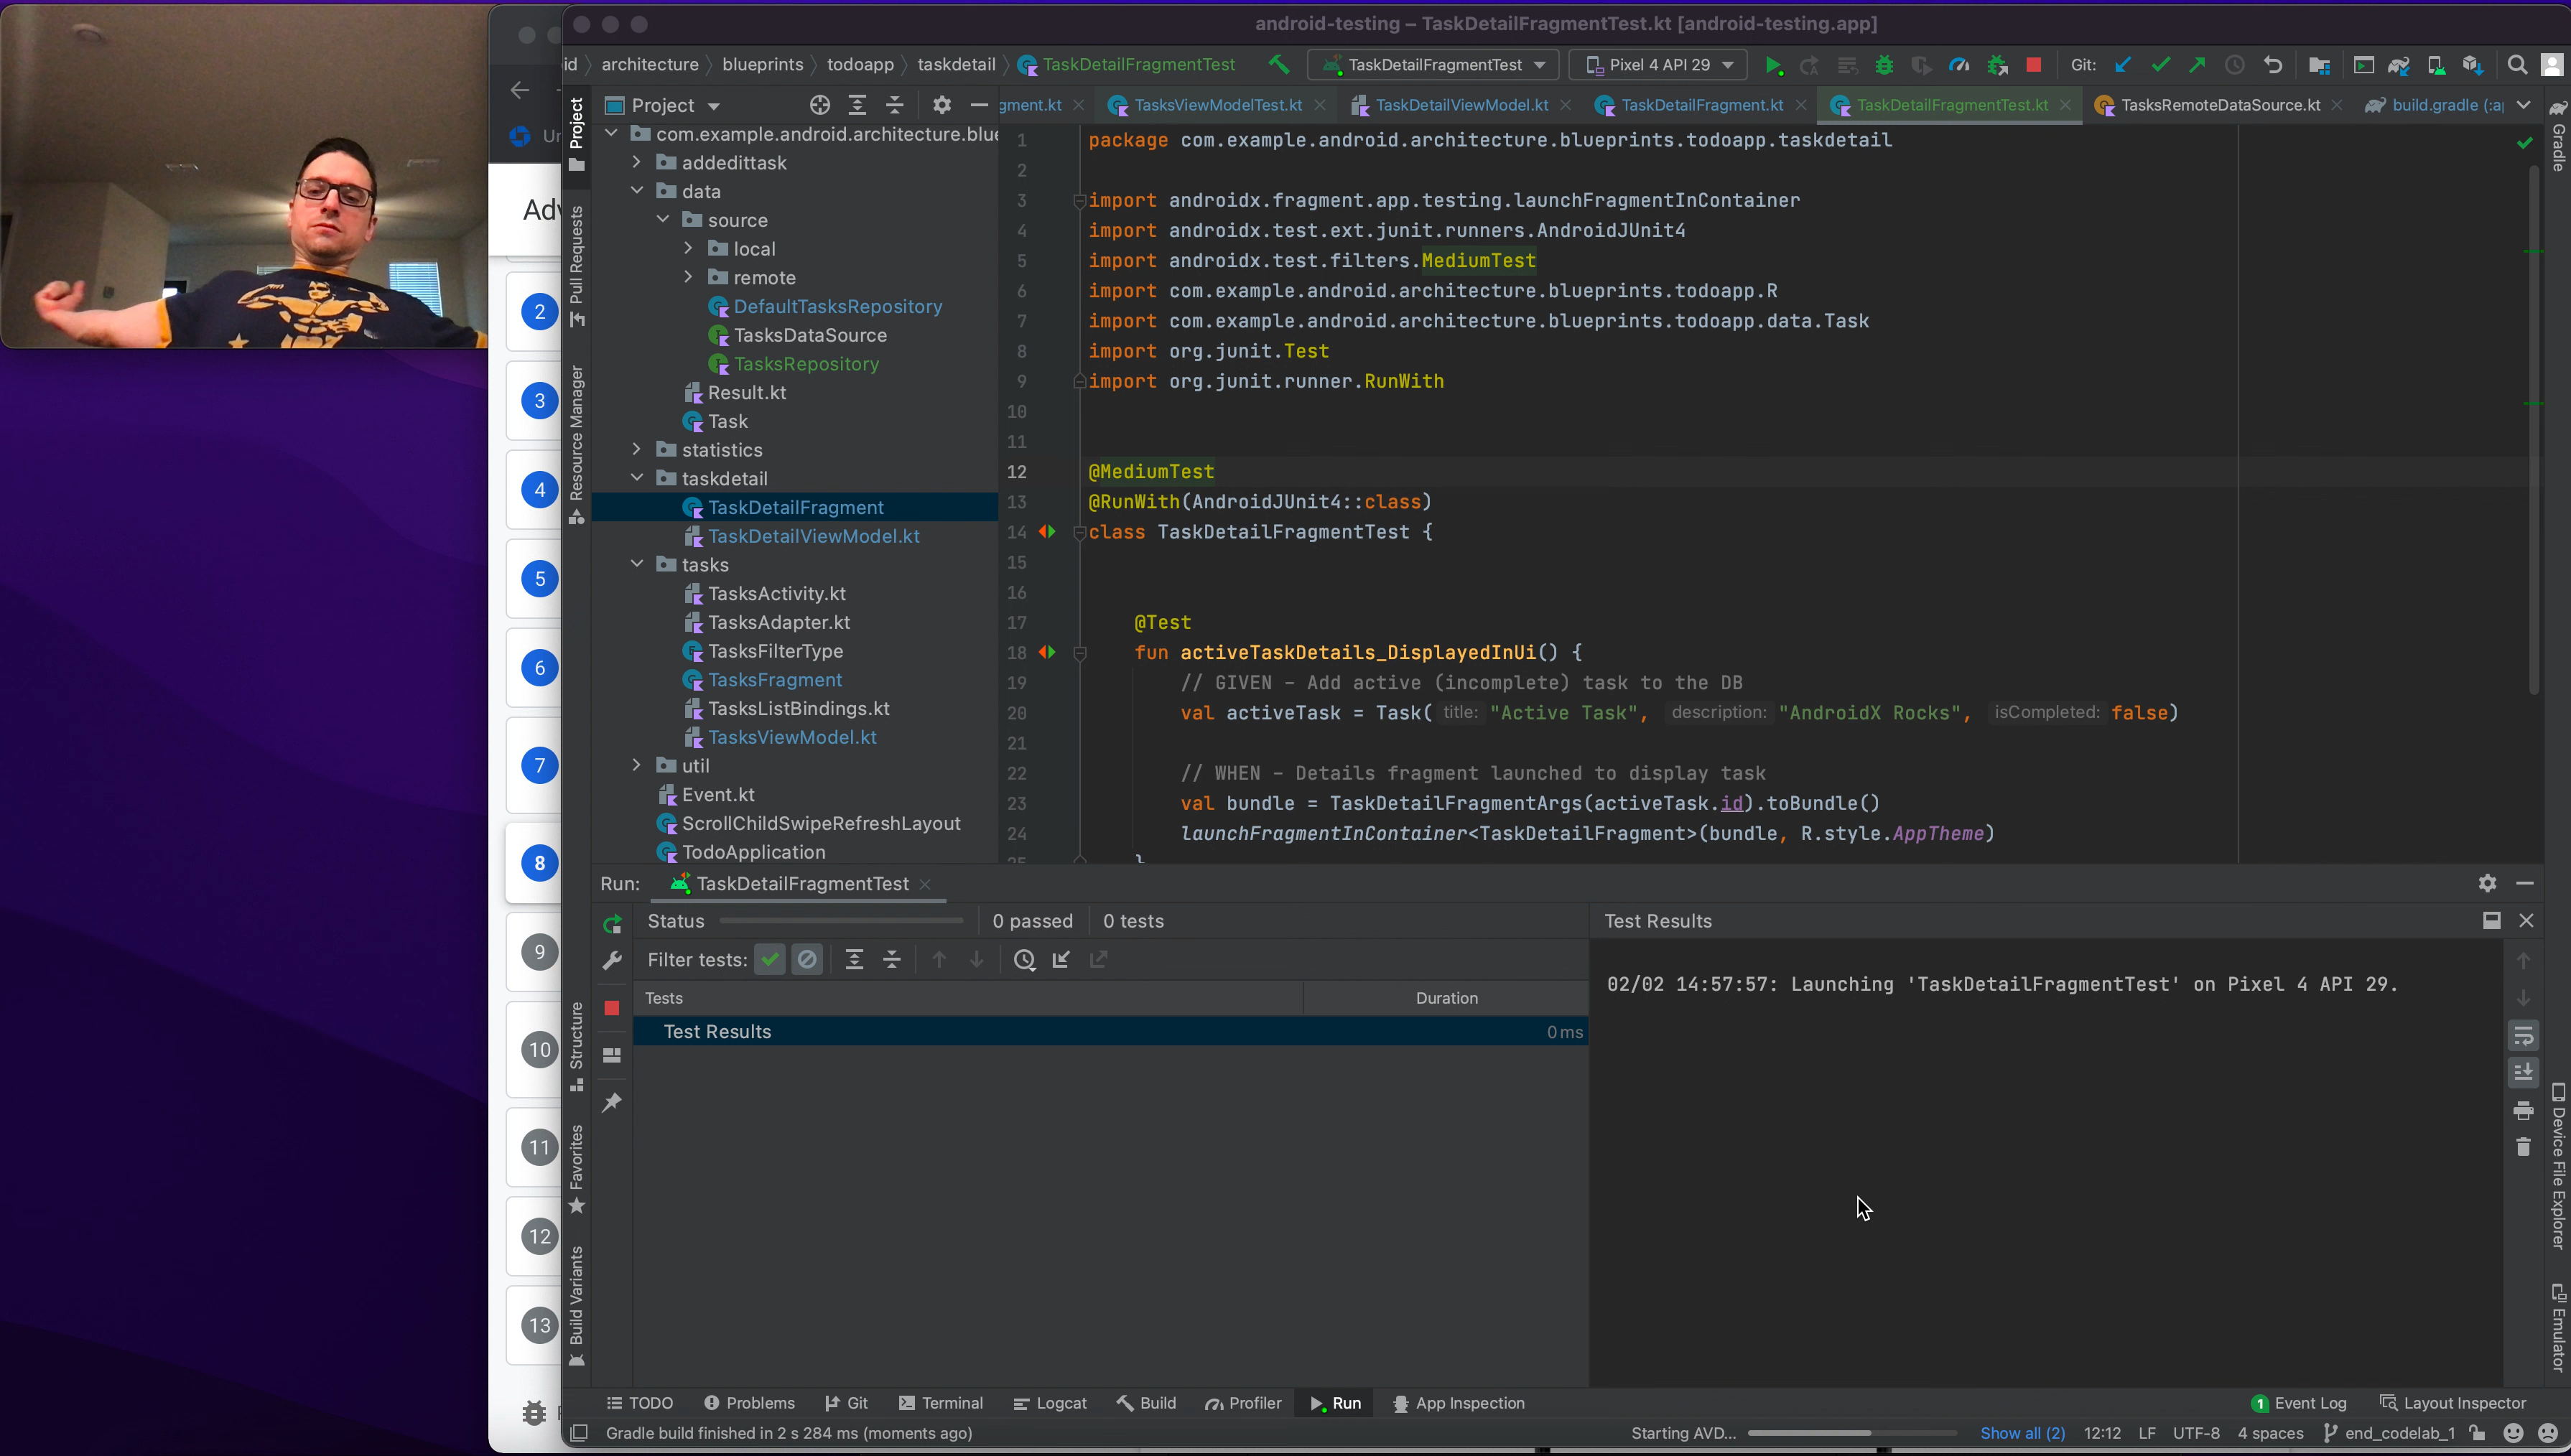 android-testing – TaskDetailFragmentTest.kt [android-testing.app]
id architecture blueprints todoapp taskdetail TaskDetailFragmentTest TaskDetailFragmentTest Pixel 4 API 29 Git:
Project gment.kt TasksViewModelTest.kt TaskDetailViewModel.kt TaskDetailFragment.kt TaskDetailFragmentTest.kt TasksRemoteDataSource.kt build.gradle (:a
Project
Pull Requests
Resource Manager
Structure
Favorites
Build Variants
Adv
2
3
4
5
6
7
8
9
10
11
12
13
com.example.android.architecture.blue
addedittask
data
source
local
remote
DefaultTasksRepository
TasksDataSource
TasksRepository
Result.kt
Task
statistics
taskdetail
TaskDetailFragment
TaskDetailViewModel.kt
tasks
TasksActivity.kt
TasksAdapter.kt
TasksFilterType
TasksFragment
TasksListBindings.kt
TasksViewModel.kt
util
Event.kt
ScrollChildSwipeRefreshLayout
TodoApplication
1 package com.example.android.architecture.blueprints.todoapp.taskdetail
2
3 import androidx.fragment.app.testing.launchFragmentInContainer
4 import androidx.test.ext.junit.runners.AndroidJUnit4
5 import androidx.test.filters.MediumTest
6 import com.example.android.architecture.blueprints.todoapp.R
7 import com.example.android.architecture.blueprints.todoapp.data.Task
8 import org.junit.Test
9 import org.junit.runner.RunWith
10
11
12 @MediumTest
13 @RunWith(AndroidJUnit4::class)
14 class TaskDetailFragmentTest {
15
16
17 @Test
18 fun activeTaskDetails_DisplayedInUi() {
19 // GIVEN - Add active (incomplete) task to the DB
20 val activeTask = Task( title: "Active Task", description: "AndroidX Rocks", isCompleted: false)
21
22 // WHEN - Details fragment launched to display task
23 val bundle = TaskDetailFragmentArgs(activeTask.id).toBundle()
24 launchFragmentInContainer<TaskDetailFragment>(bundle, R.style.AppTheme)
25 }
Gradle
Device File Explorer
Emulator
Run: TaskDetailFragmentTest
Status 0 passed 0 tests
Filter tests:
Tests Duration
Test Results 0 ms
Test Results
02/02 14:57:57: Launching 'TaskDetailFragmentTest' on Pixel 4 API 29.
TODO Problems Git Terminal Logcat Build Profiler Run App Inspection 1 Event Log Layout Inspector
Gradle build finished in 2 s 284 ms (moments ago) Starting AVD... Show all (2) 12:12 LF UTF-8 4 spaces end_codelab_1